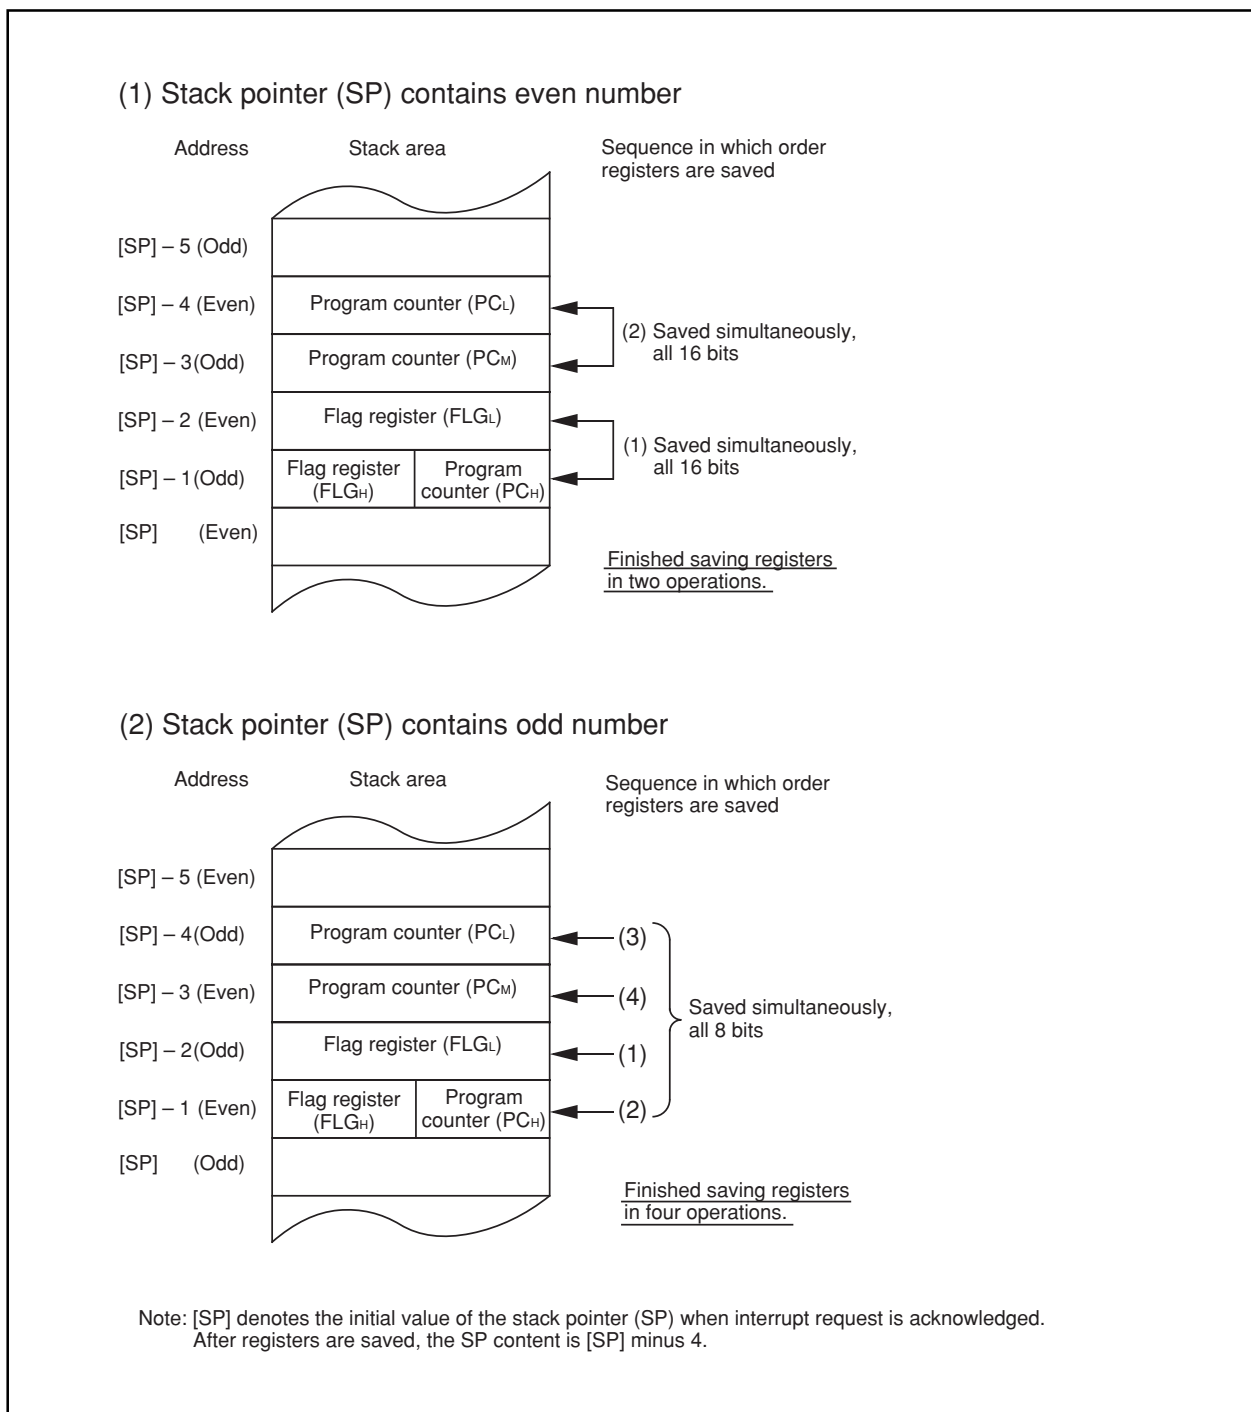 (1) Stack pointer (SP) contains even number
Address Stack area Sequence in which order
registers are saved
[SP] – 5 (Odd)
[SP] – 4 (Even) Program counter (PCL)
(2) Saved simultaneously,
all 16 bits
[SP] – 3(Odd) Program counter (PCM)
[SP] – 2 (Even) Flag register (FLGL)
(1) Saved simultaneously,
all 16 bits
[SP] – 1(Odd) Flag register
(FLGH)
Program
counter (PCH)
[SP] (Even)
Finished saving registers
in two operations.
(2) Stack pointer (SP) contains odd number
Address Stack area Sequence in which order
registers are saved
[SP] – 5 (Even)
[SP] – 4(Odd) Program counter (PCL) (3)
[SP] – 3 (Even) Program counter (PCM) (4)
Saved simultaneously,
all 8 bits
[SP] – 2(Odd) Flag register (FLGL) (1)
[SP] – 1 (Even) Flag register
(FLGH)
Program
counter (PCH)
(2)
[SP] (Odd)
Finished saving registers
in four operations.
Note: [SP] denotes the initial value of the stack pointer (SP) when interrupt request is acknowledged.
After registers are saved, the SP content is [SP] minus 4.